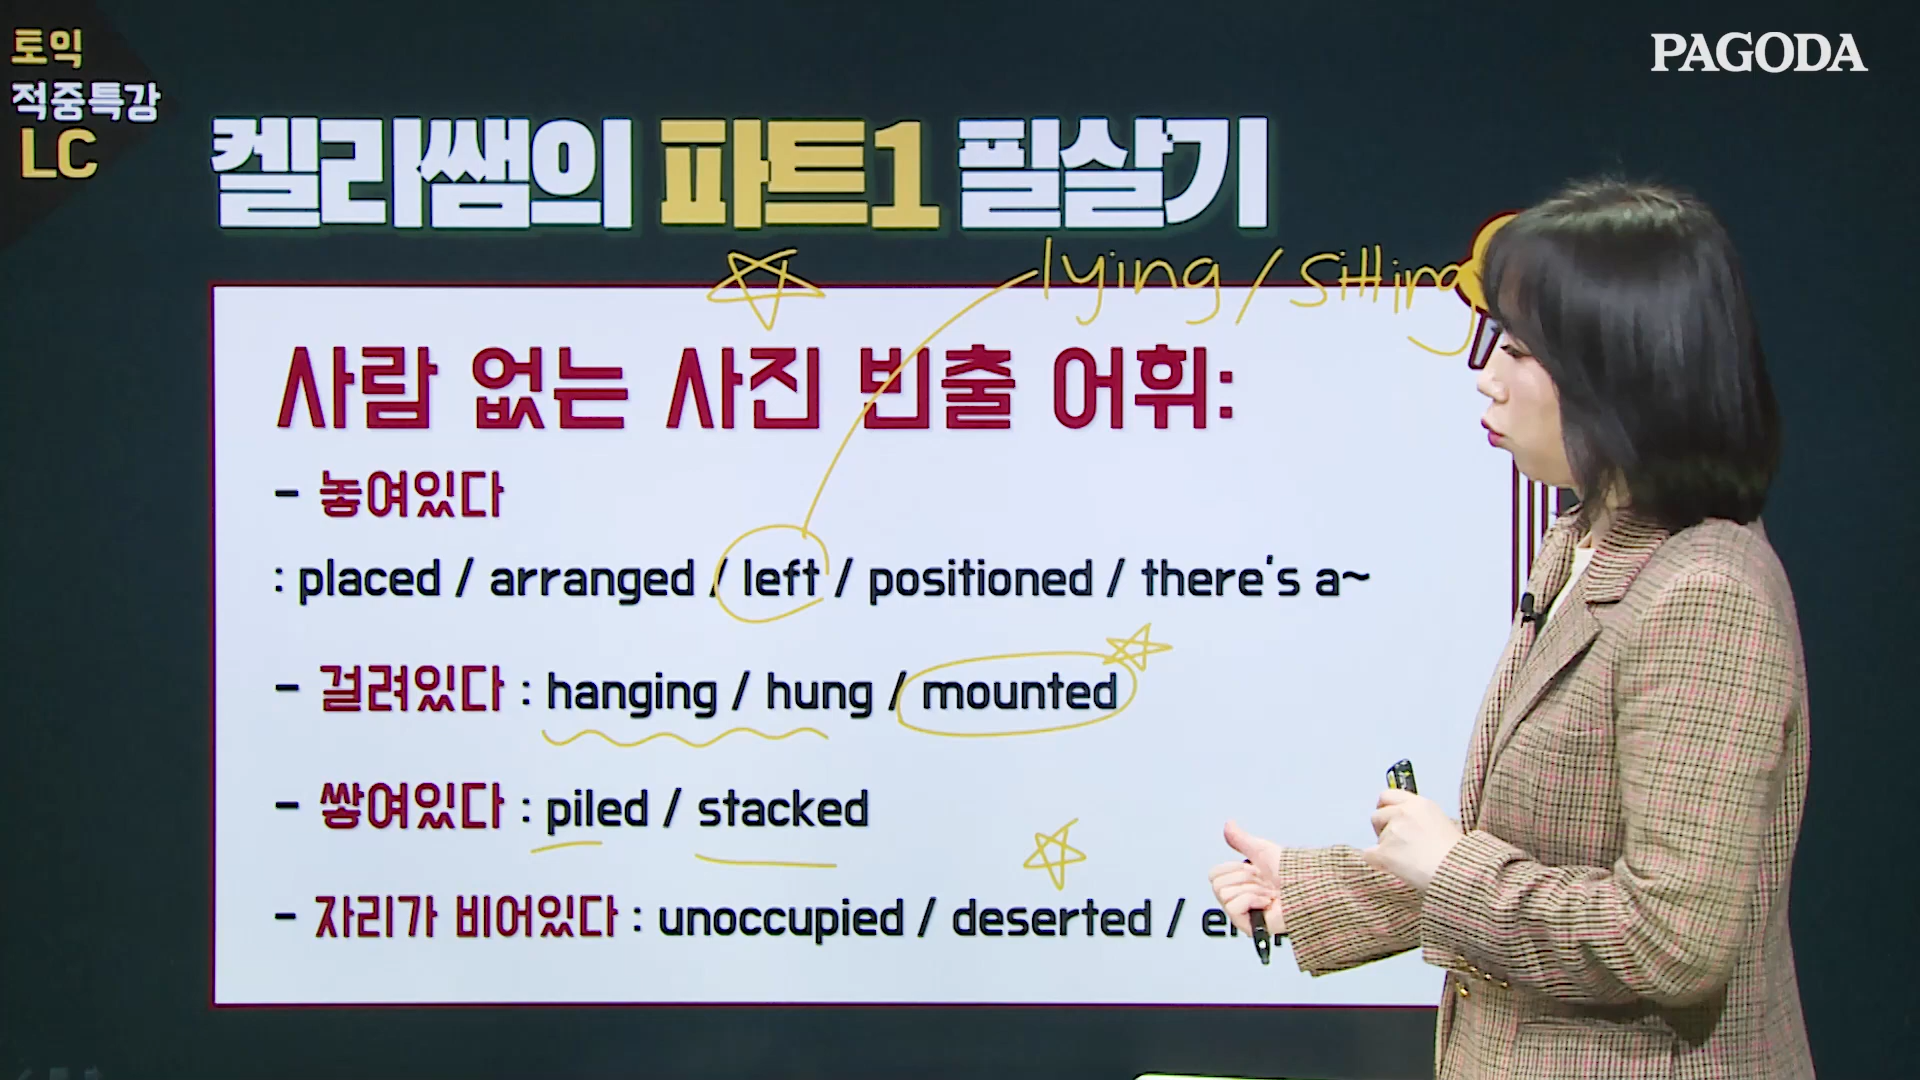 토익
적중특강
LC
PAGODA
켈리쌤의 파트1 필살기
lying / sitting
사람 없는 사진 빈출 어휘:
- 놓여있다
: placed / arranged / left / positioned / there's a~
- 걸려있다 : hanging / hung / mounted
- 쌓여있다 : piled / stacked
- 자리가 비어있다 : unoccupied / deserted /